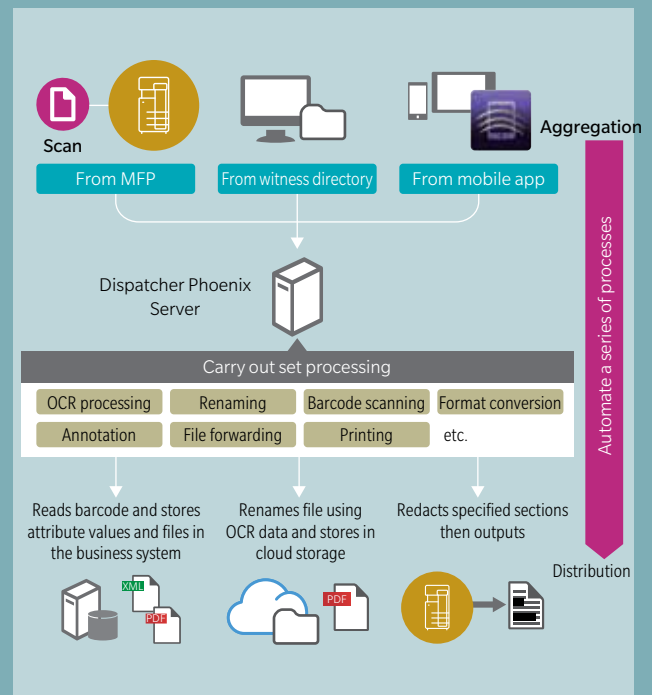 Scan
Aggregation
From MFP
From witness directory
From mobile app
Automate a series of processes
Dispatcher Phoenix
Server
Carry out set processing
OCR processing
Renaming
Barcode scanning
Format conversion
Annotation
File forwarding
Printing
etc.
Reads barcode and stores
attribute values and files in
the business system
Renames file using
OCR data and stores in
cloud storage
Redacts specified sections
then outputs
Distribution
XML
PDF
PDF